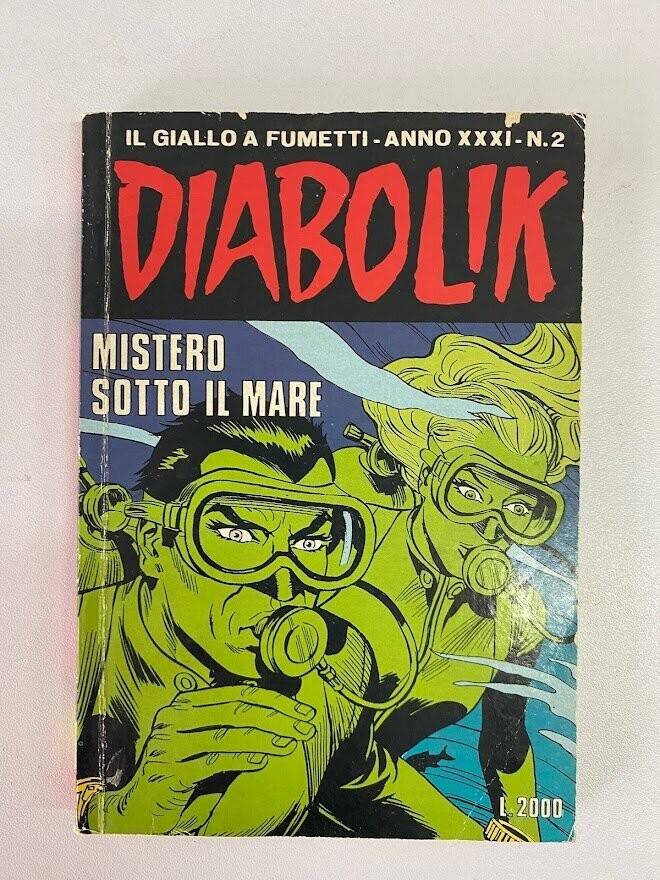 IL GIALLO A FUMETTI - ANNO XXXI - N.2
DIABOLIK
MISTERO
SOTTO IL MARE
L.2000